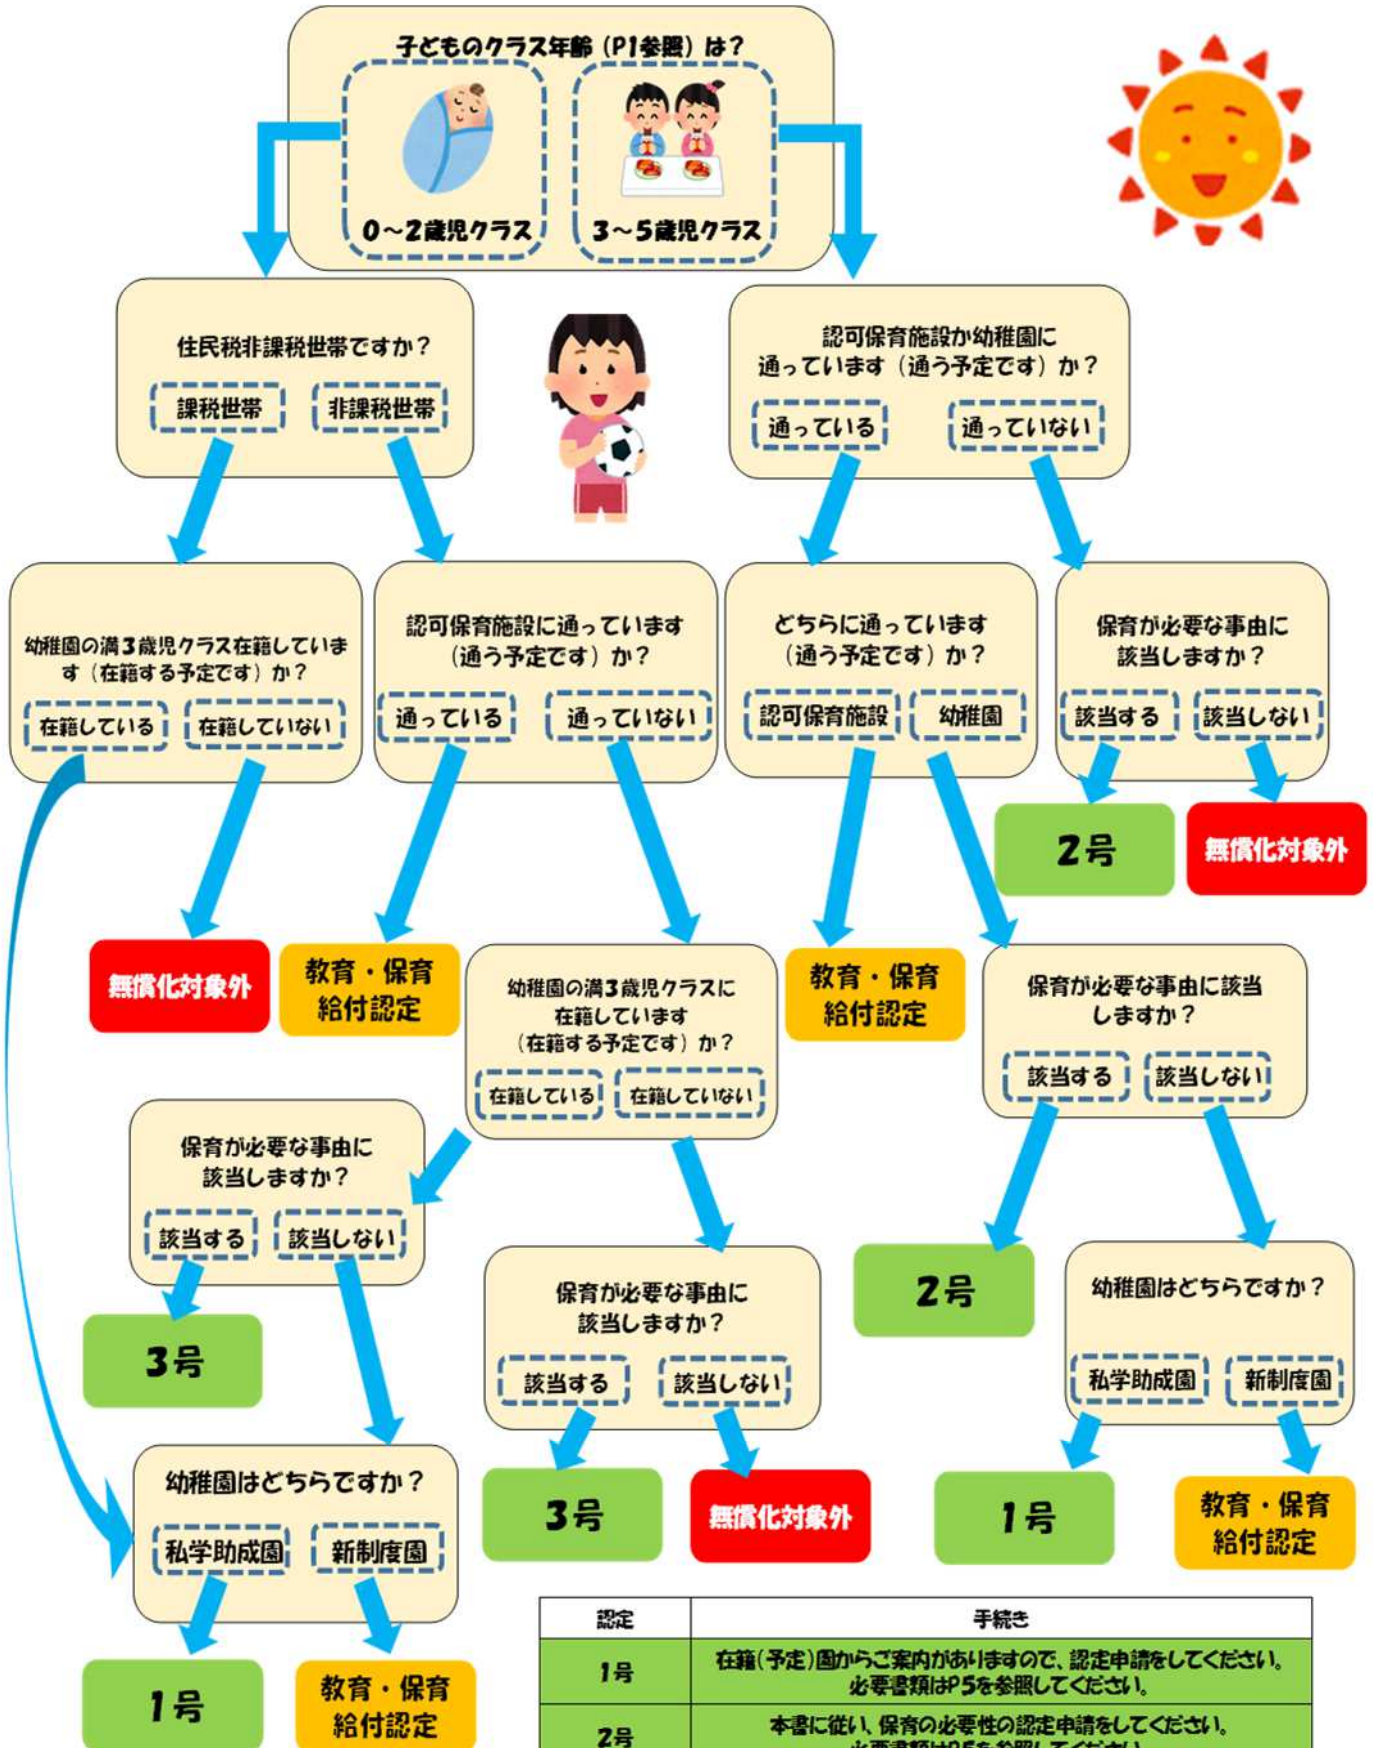 子どものクラス年齢（P1参照）は？
0～2歳児クラス
3～5歳児クラス
住民税非課税世帯ですか？
課税世帯
非課税世帯
認可保育施設か幼稚園に
通っています（通う予定です）か？
通っている
通っていない
幼稚園の満3歳児クラス在籍していま
す（在籍する予定です）か？
在籍している
在籍していない
認可保育施設に通っています
（通う予定です）か？
通っている
通っていない
どちらに通っています
（通う予定です）か？
認可保育施設
幼稚園
保育が必要な事由に
該当しますか？
該当する
該当しない
2号
無償化対象外
無償化対象外
教育・保育
給付認定
幼稚園の満3歳児クラスに
在籍しています
（在籍する予定です）か？
在籍している
在籍していない
教育・保育
給付認定
保育が必要な事由に該当
しますか？
該当する
該当しない
保育が必要な事由に
該当しますか？
該当する
該当しない
3号
保育が必要な事由に
該当しますか？
該当する
該当しない
2号
幼稚園はどちらですか？
私学助成園
新制度園
幼稚園はどちらですか？
私学助成園
新制度園
3号
無償化対象外
1号
教育・保育
給付認定
1号
教育・保育
給付認定
認定
手続き
1号
在籍(予定)園からご案内がありますので、認定申請をしてください。
必要書類はP5を参照してください。
2号
本書に従い、保育の必要性の認定申請をしてください。
必要書類はP5を参照してください。